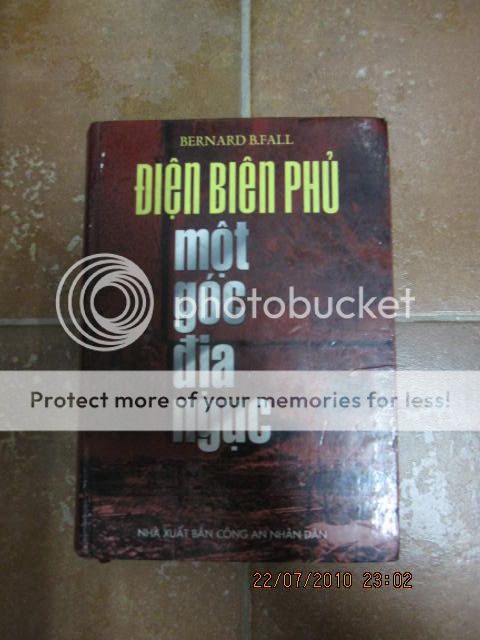 BERNARD B.FALL
ĐIỆN BIÊN PHỦ
một
góc
photobucket
địa
Protect more of your memories for less!
ngục
NHÀ XUẤT BẢN CÔNG AN NHÂN DÂN
22/07/2010 23:02